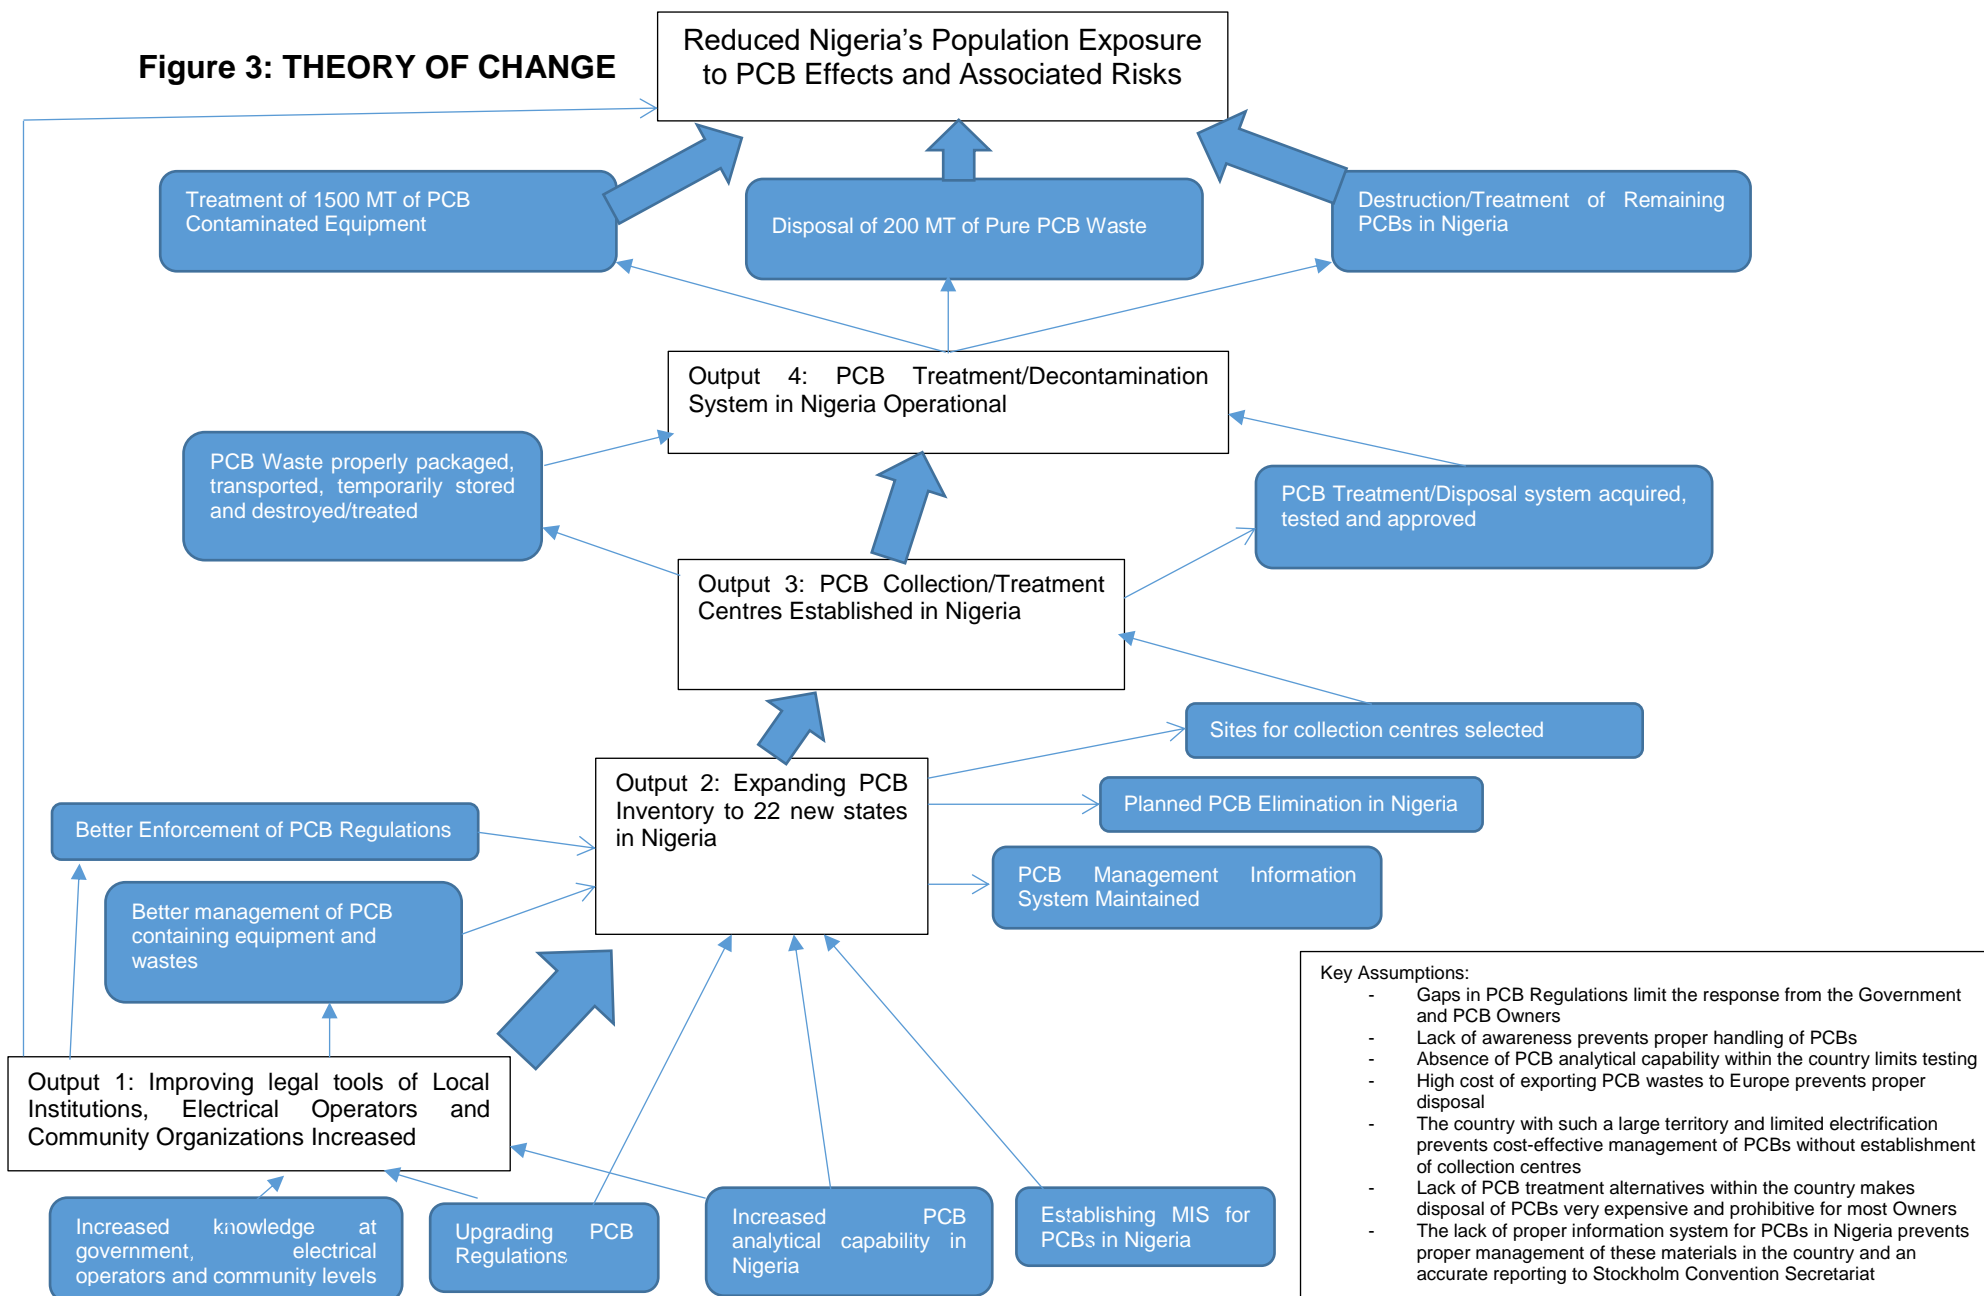 Figure 3: THEORY OF CHANGE
Reduced Nigeria’s Population Exposure
to PCB Effects and Associated Risks
Treatment of 1500 MT of PCB
Contaminated Equipment
Disposal of 200 MT of Pure PCB Waste
Destruction/Treatment of Remaining
PCBs in Nigeria
Output 4: PCB Treatment/Decontamination
System in Nigeria Operational
PCB Waste properly packaged,
transported, temporarily stored
and destroyed/treated
PCB Treatment/Disposal system acquired,
tested and approved
Output 3: PCB Collection/Treatment
Centres Established in Nigeria
Sites for collection centres selected
Output 2: Expanding PCB
Inventory to 22 new states
in Nigeria
Planned PCB Elimination in Nigeria
Better Enforcement of PCB Regulations
PCB Management Information
System Maintained
Better management of PCB
containing equipment and
wastes
Output 1: Improving legal tools of Local
Institutions, Electrical Operators and
Community Organizations Increased
Increased knowledge at
government, electrical
operators and community levels
Upgrading PCB
Regulations
Increased PCB
analytical capability in
Nigeria
Establishing MIS for
PCBs in Nigeria
Key Assumptions:
- Gaps in PCB Regulations limit the response from the Government
and PCB Owners
- Lack of awareness prevents proper handling of PCBs
- Absence of PCB analytical capability within the country limits testing
- High cost of exporting PCB wastes to Europe prevents proper
disposal
- The country with such a large territory and limited electrification
prevents cost-effective management of PCBs without establishment
of collection centres
- Lack of PCB treatment alternatives within the country makes
disposal of PCBs very expensive and prohibitive for most Owners
- The lack of proper information system for PCBs in Nigeria prevents
proper management of these materials in the country and an
accurate reporting to Stockholm Convention Secretariat